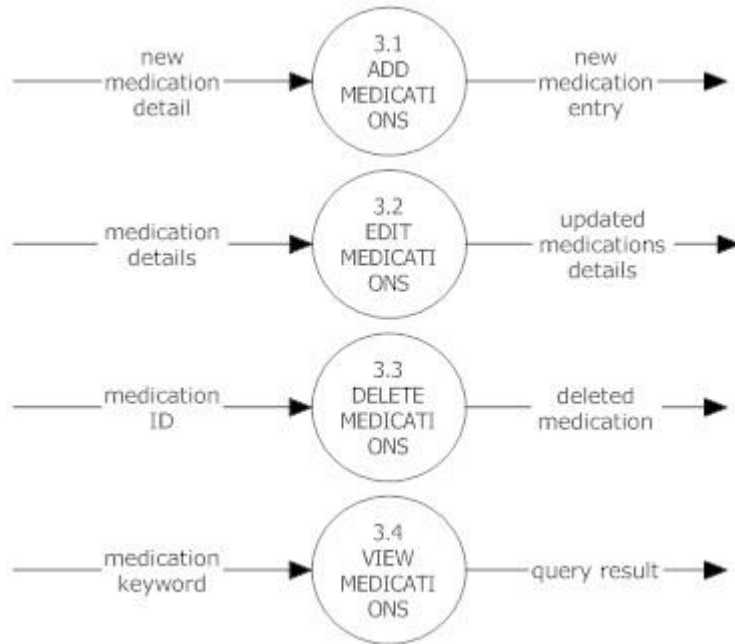 new
medication
detail
3.1
ADD
MEDICATI
ONS
new
medication
entry
medication
details
3.2
EDIT
MEDICATI
ONS
updated
medications
details
medication
ID
3.3
DELETE
MEDICATI
ONS
deleted
medication
medication
keyword
3.4
VIEW
MEDICATI
ONS
query result